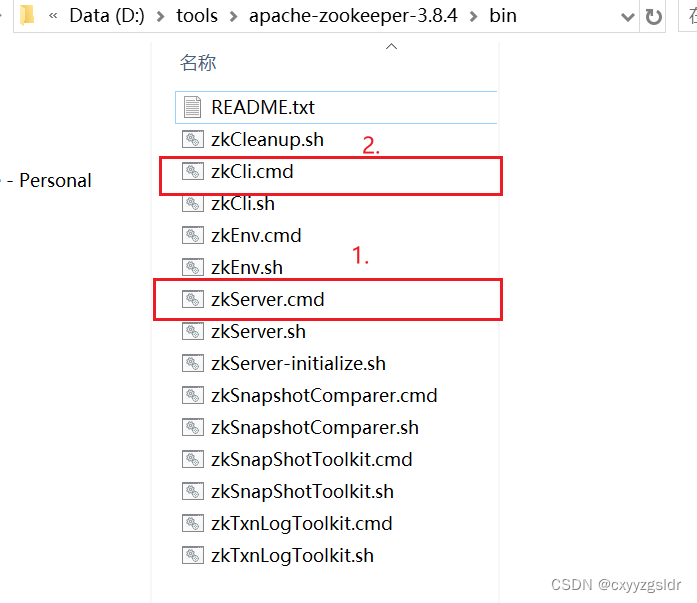 « Data (D:) > tools > apache-zookeeper-3.8.4 > bin
名称
README.txt
zkCleanup.sh
2.
zkCli.cmd
- Personal
zkCli.sh
zkEnv.cmd
1.
zkEnv.sh
zkServer.cmd
zkServer.sh
zkServer-initialize.sh
zkSnapshotComparer.cmd
zkSnapshotComparer.sh
zkSnapShotToolkit.cmd
zkSnapShotToolkit.sh
zkTxnLogToolkit.cmd
zkTxnLogToolkit.sh
CSDN @cxyyzgsldr